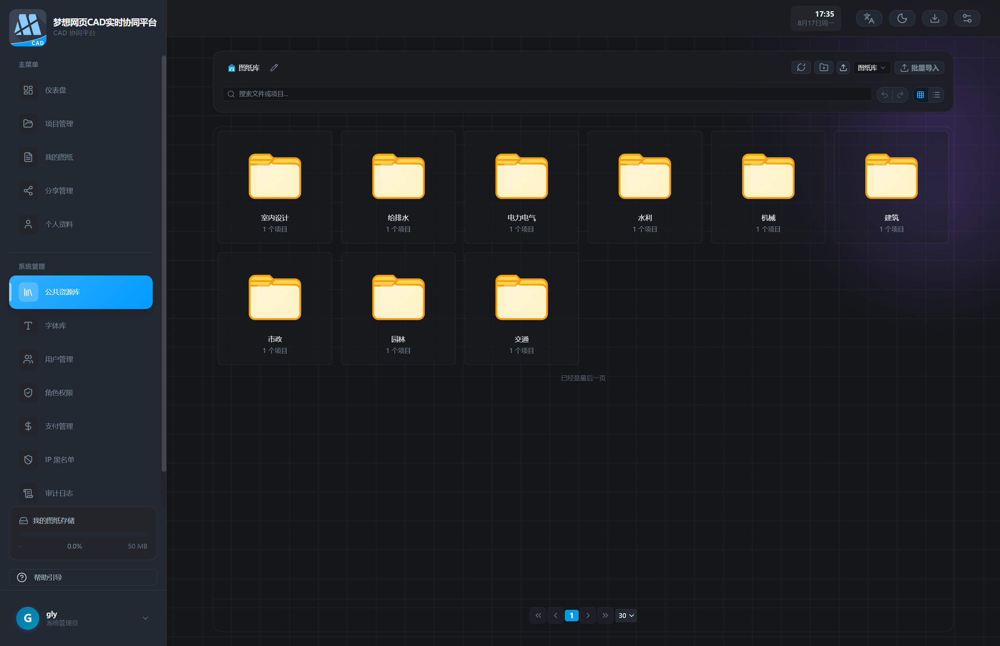 CAD
梦想网页CAD实时协同平台
CAD 协同平台
17:35
8月17日周一
主菜单
仪表盘
项目管理
我的图纸
分享管理
个人资料
系统管理
公共资源库
字体库
用户管理
角色权限
支付管理
IP 黑名单
审计日志
我的图纸存储
- 0.0% 50 MB
帮助引导
G
gly
系统管理员
图纸库
图纸库
批量导入
搜索文件或项目...
室内设计
1 个项目
给排水
1 个项目
电力电气
1 个项目
水利
1 个项目
机械
1 个项目
建筑
1 个项目
市政
1 个项目
园林
1 个项目
交通
1 个项目
已经是最后一页
1
30